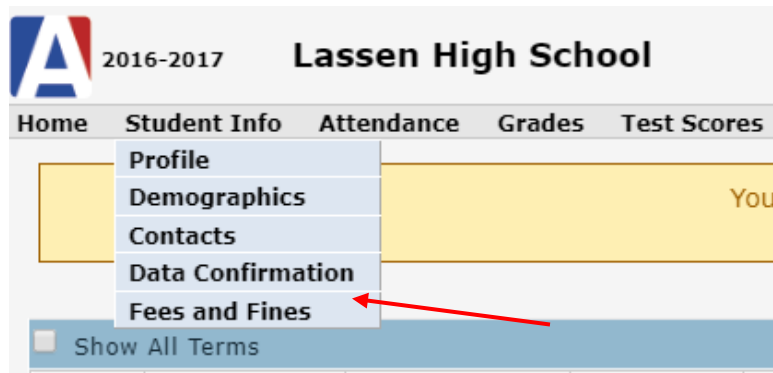 2016-2017 Lassen High School
Home Student Info Attendance Grades Test Scores
Profile
Demographics
You
Contacts
Data Confirmation
Fees and Fines
Show All Terms